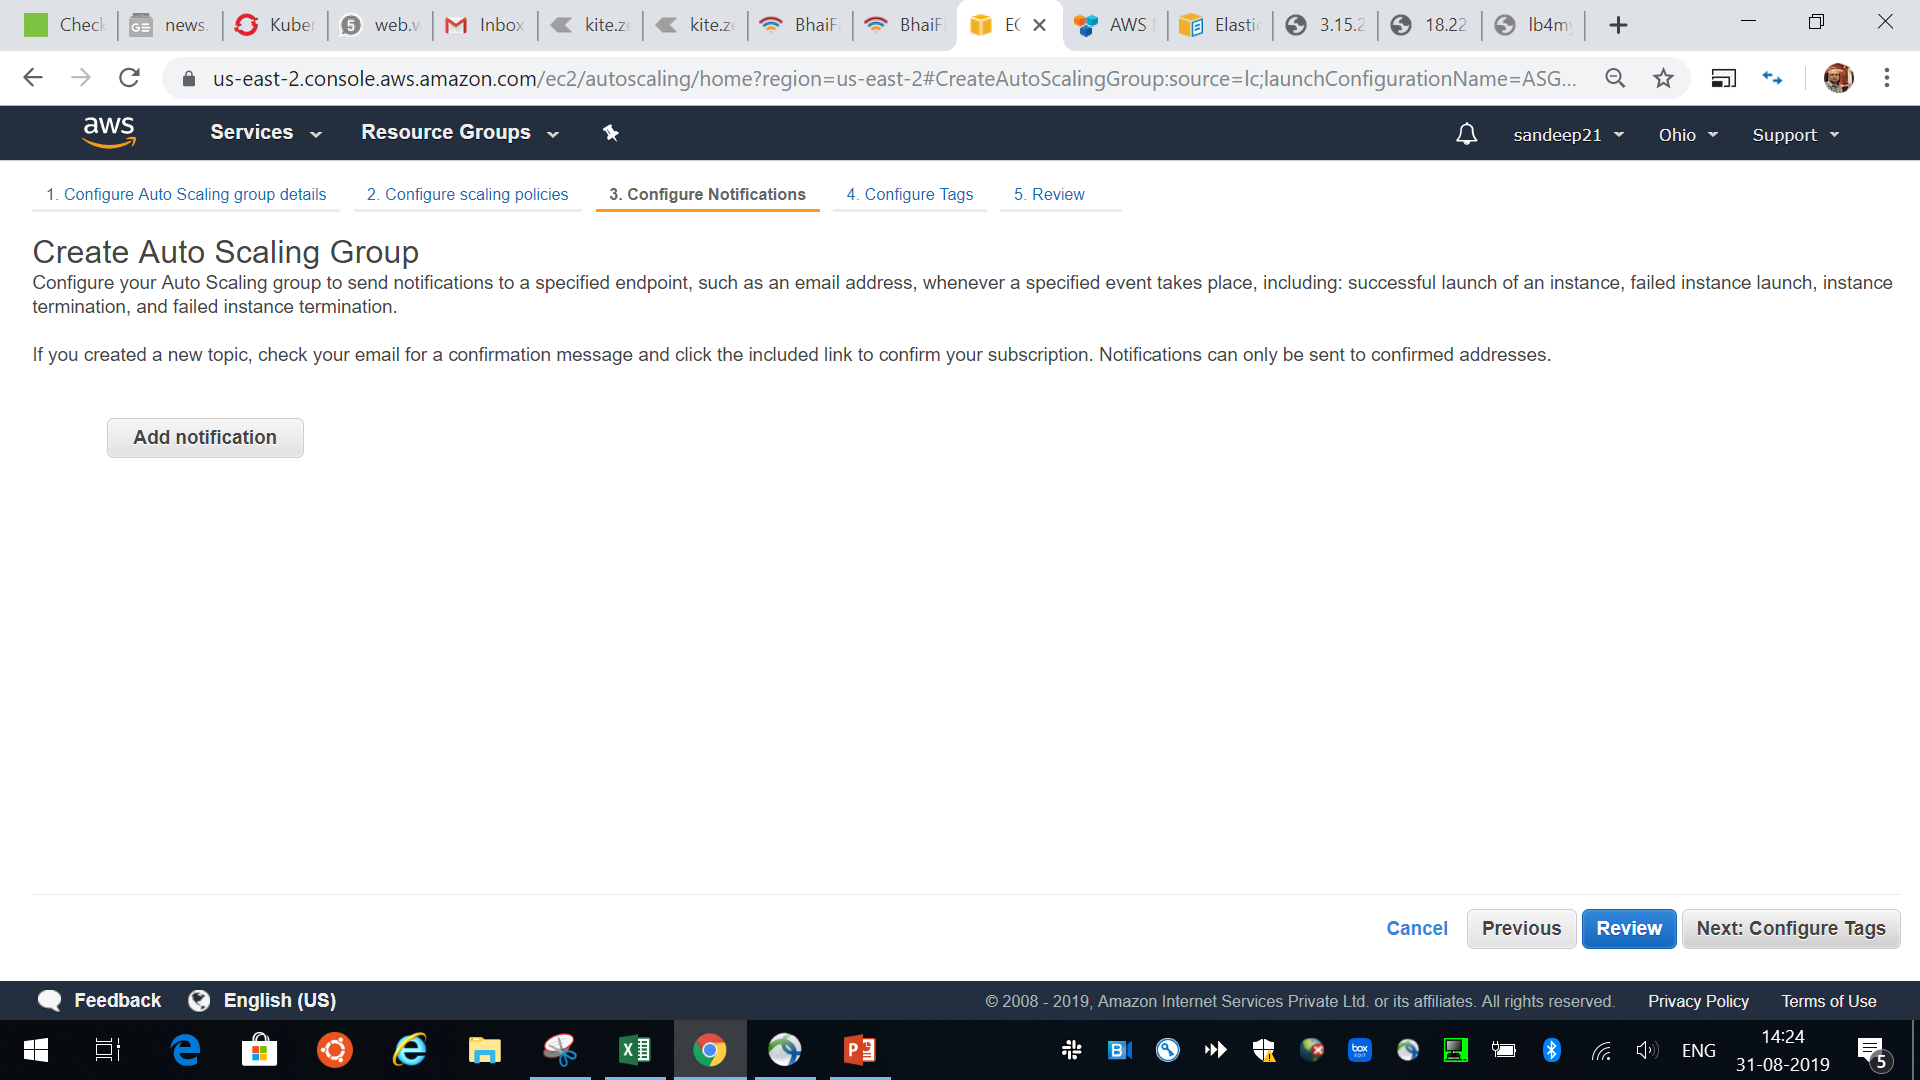 Check
news.
Kuber
web.w
Inbox
kite.ze
kite.ze
BhaiFi
BhaiFi
EC
AWS
Elastic
3.15.2
18.22
lb4my
us-east-2.console.aws.amazon.com/ec2/autoscaling/home?region=us-east-2#CreateAutoScalingGroup:source=lc;launchConfigurationName=ASG...
aws
Services
Resource Groups
sandeep21
Ohio
Support
1. Configure Auto Scaling group details
2. Configure scaling policies
3. Configure Notifications
4. Configure Tags
5. Review
Create Auto Scaling Group
Configure your Auto Scaling group to send notifications to a specified endpoint, such as an email address, whenever a specified event takes place, including: successful launch of an instance, failed instance launch, instance
termination, and failed instance termination.
If you created a new topic, check your email for a confirmation message and click the included link to confirm your subscription. Notifications can only be sent to confirmed addresses.
Add notification
Cancel
Previous
Review
Next: Configure Tags
Feedback
English (US)
© 2008 - 2019, Amazon Internet Services Private Ltd. or its affiliates. All rights reserved.
Privacy Policy
Terms of Use
ENG
14:24
31-08-2019
5